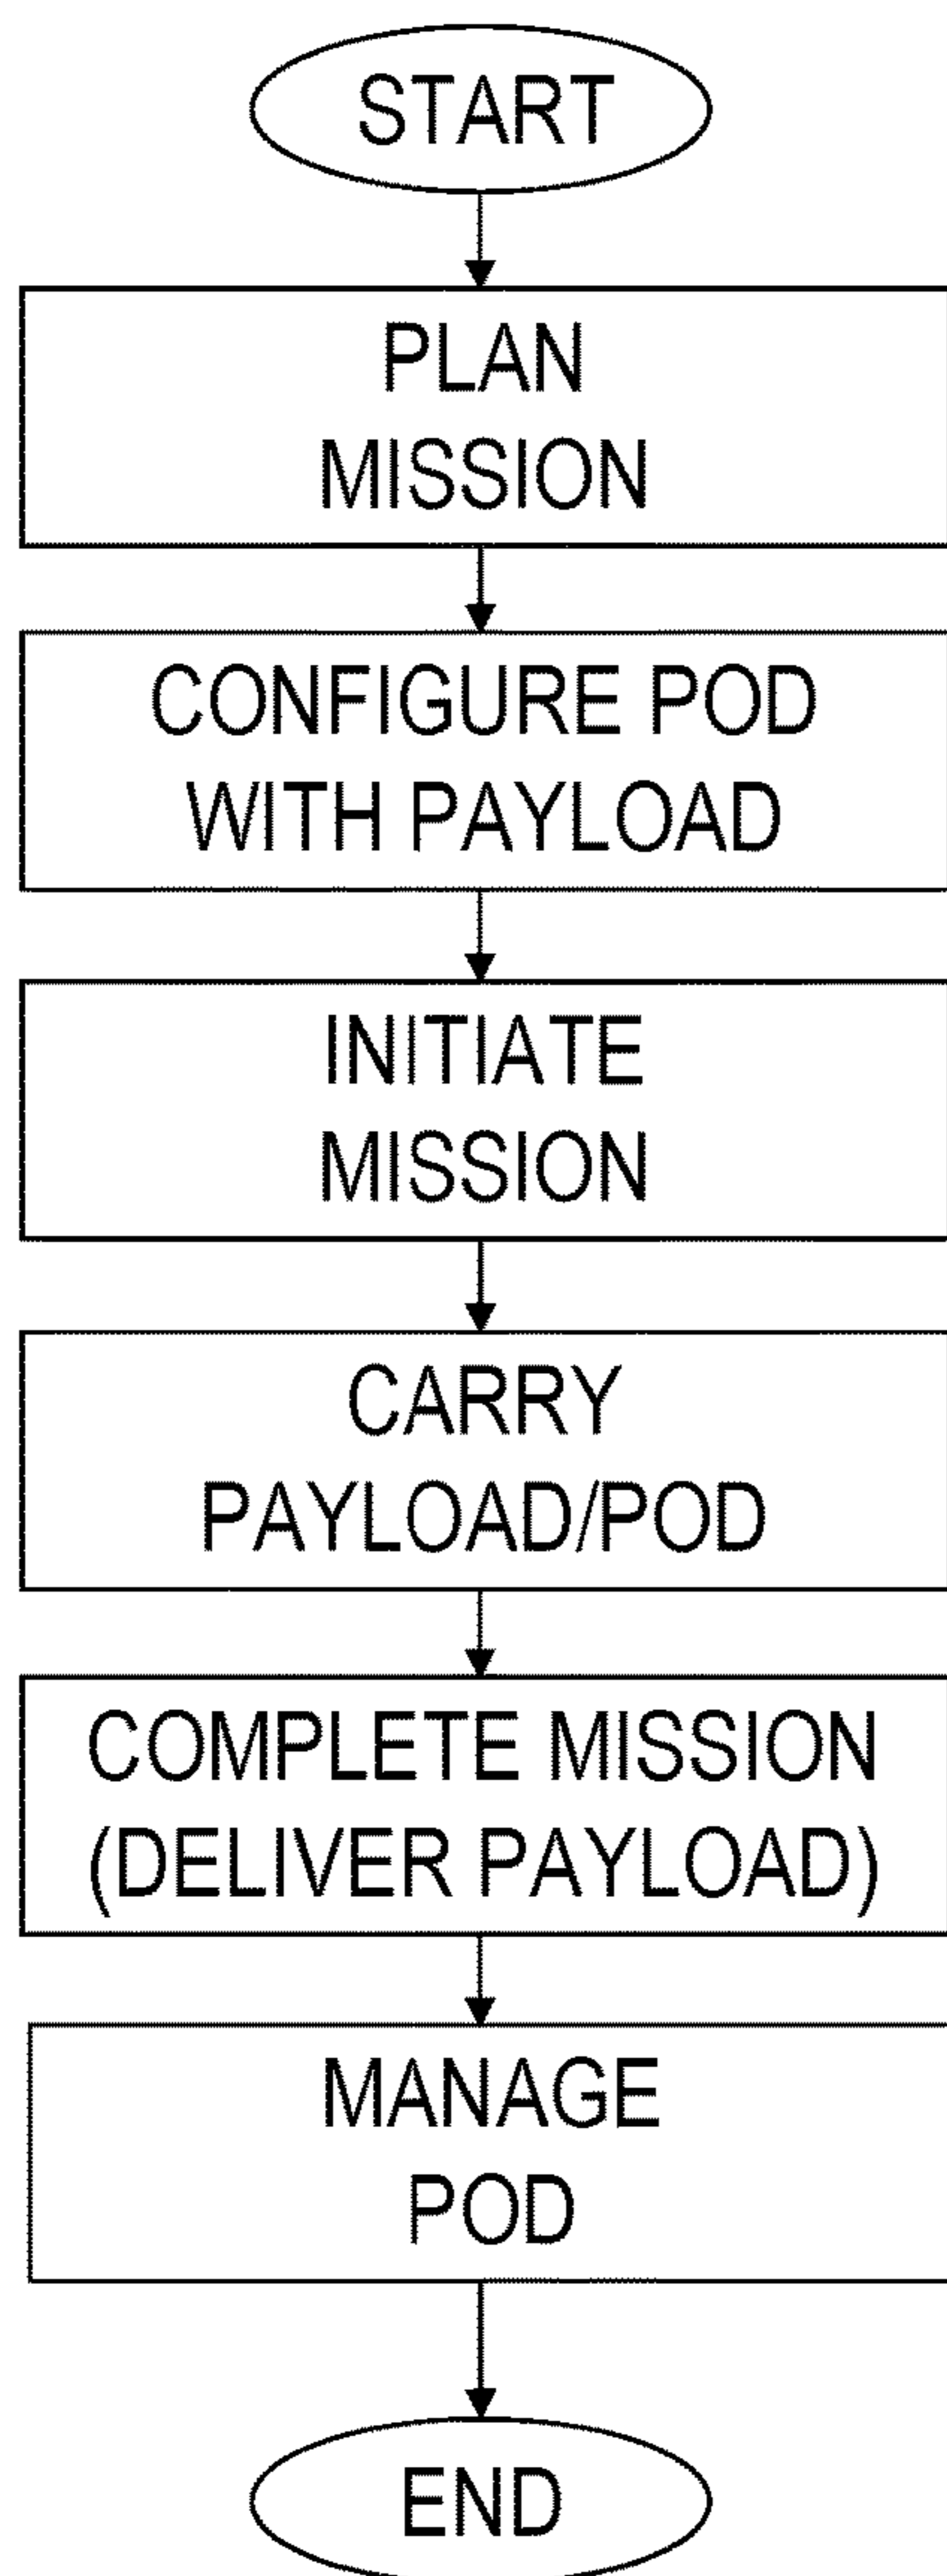 START
PLAN
MISSION
CONFIGURE POD
WITH PAYLOAD
INITIATE
MISSION
CARRY
PAYLOAD/POD
COMPLETE MISSION
(DELIVER PAYLOAD)
MANAGE
POD
END